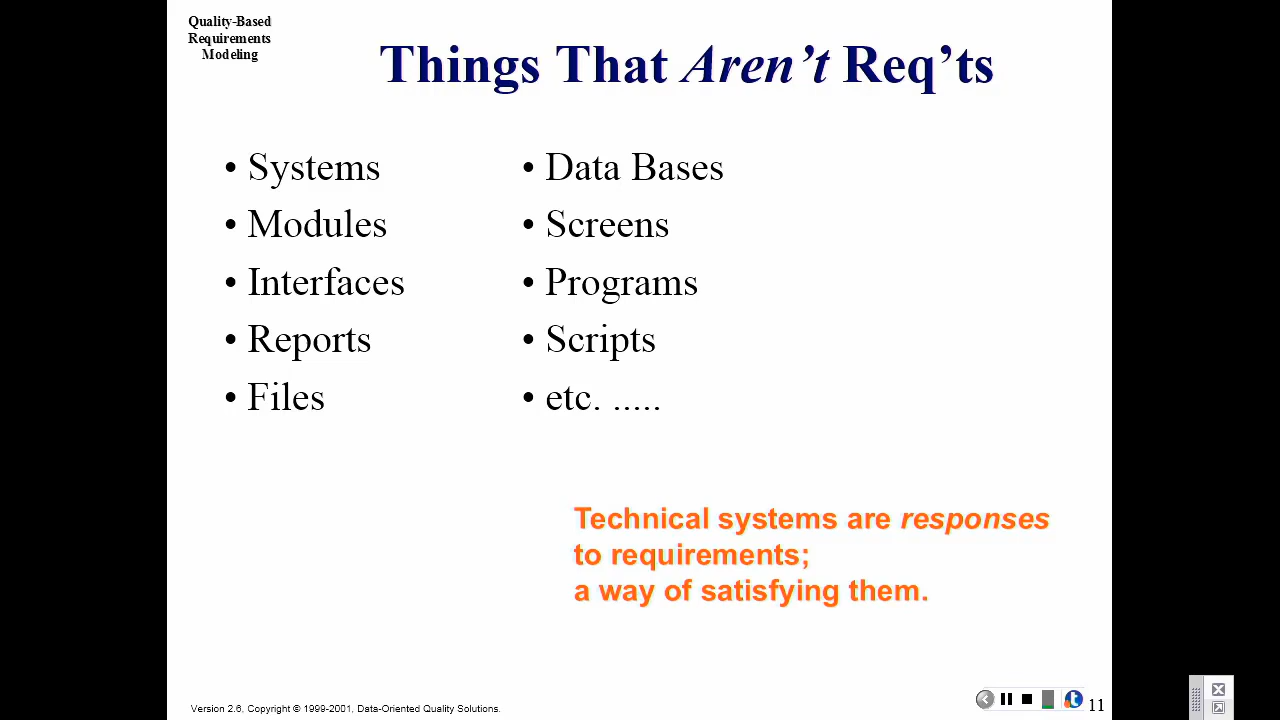 Quality-Based
Requirements
Modeling
Things That Aren't Req'ts
• Systems
• Modules
• Interfaces
• Reports
• Files
• Data Bases
• Screens
• Programs
• Scripts
• etc. .....
Technical systems are responses
to requirements;
a way of satisfying them.
Version 2.6, Copyright © 1999-2001, Data-Oriented Quality Solutions.
t
11